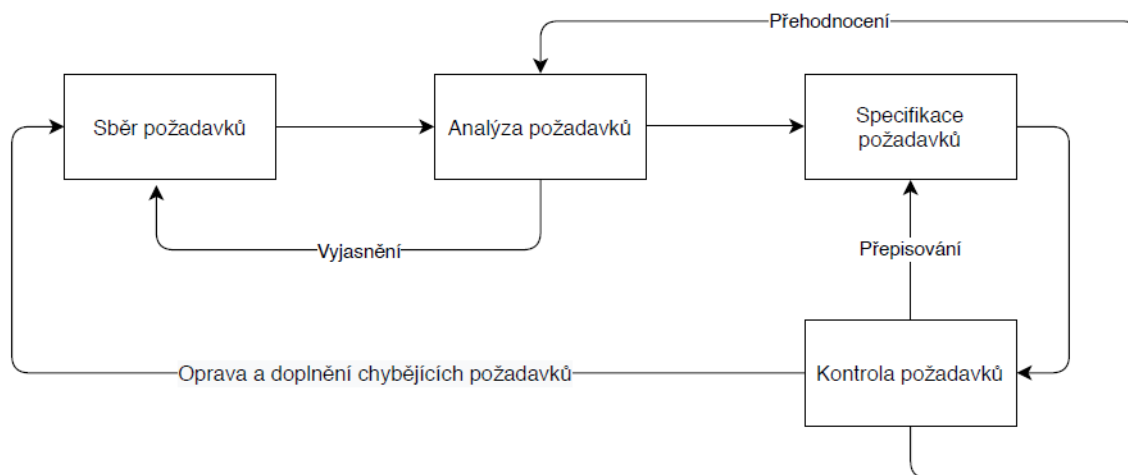 Přehodnocení
Sběr požadavků
Analýza požadavků
Specifikace
požadavků
Vyjasnění
Přepisování
Oprava a doplnění chybějících požadavků
Kontrola požadavků